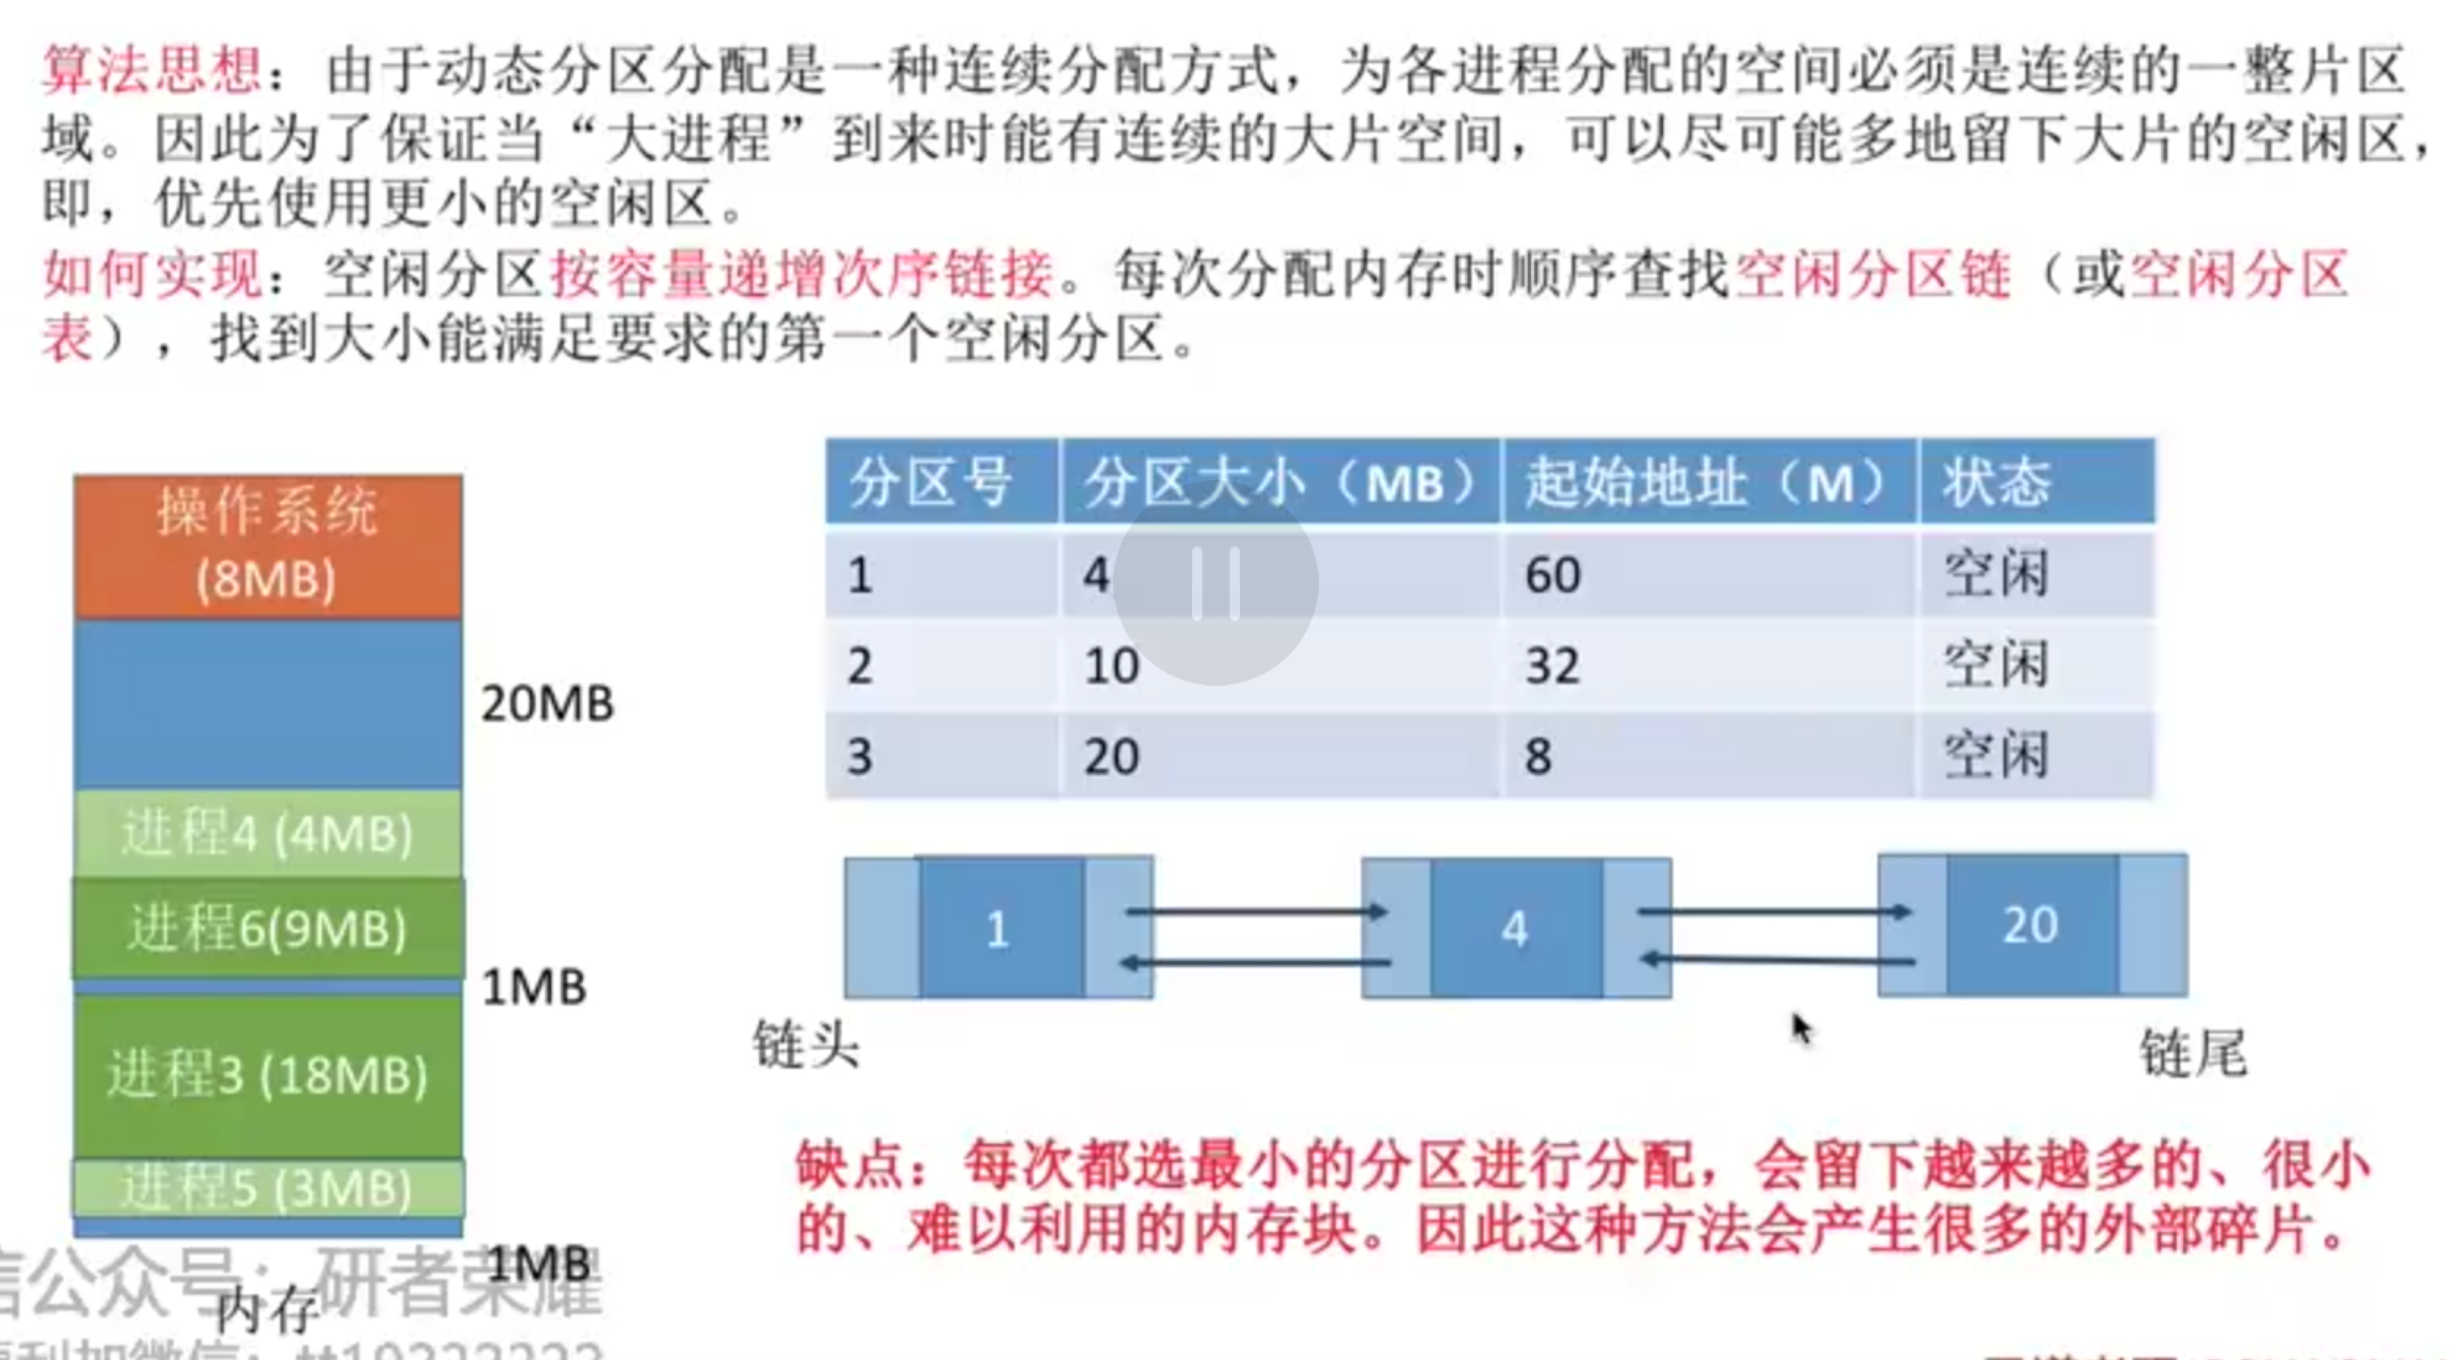 算法思想：由于动态分区分配是一种连续分配方式，为各进程分配的空间必须是连续的一整片区
域。因此为了保证当“大进程”到来时能有连续的大片空间，可以尽可能多地留下大片的空闲区，
即，优先使用更小的空闲区。
如何实现：空闲分区按容量递增次序链接。每次分配内存时顺序查找空闲分区链（或空闲分区
表），找到大小能满足要求的第一个空闲分区。
操作系统
(8MB)
20MB
进程4 (4MB)
进程6(9MB)
1MB
进程3 (18MB)
进程5 (3MB)
1MB
内存
分区号 分区大小（MB） 起始地址（M） 状态
1 4 60 空闲
2 10 32 空闲
3 20 8 空闲
1 4 20
链头 链尾
缺点：每次都选最小的分区进行分配，会留下越来越多的、很小
的、难以利用的内存块。因此这种方法会产生很多的外部碎片。
信公众号：研者荣耀